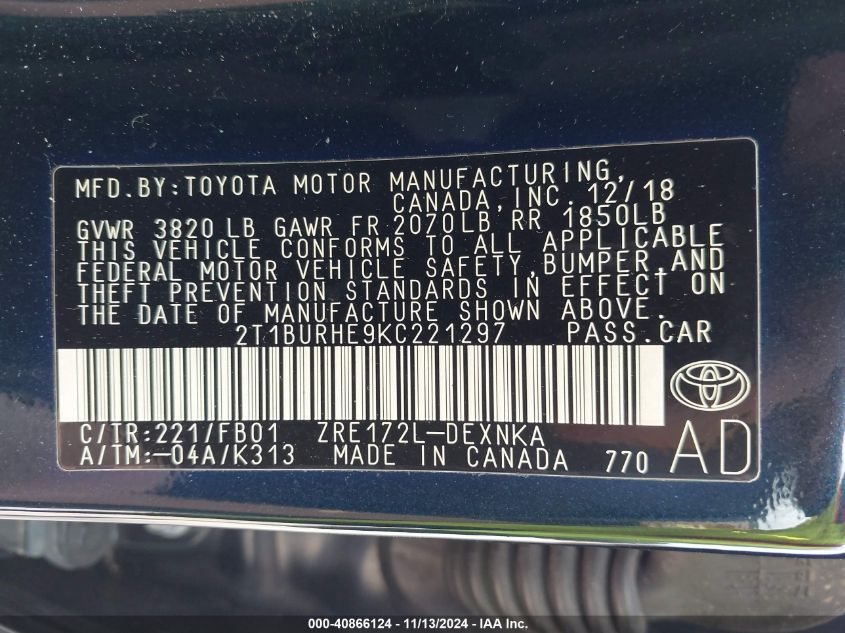 MFD.BY:TOYOTA MOTOR MANUFACTURING,
CANADA, INC. 12/18
GVWR 3820 LB GAWR FR 2070LB RR 1850LB
THIS VEHICLE CONFORMS TO ALL APPLICABLE
FEDERAL MOTOR VEHICLE SAFETY,BUMPER,AND
THEFT PREVENTION STANDARDS IN EFFECT ON
THE DATE OF MANUFACTURE SHOWN ABOVE.
2T1BURHE9KC221297 PASS.CAR
C/TR:221/FB01 ZRE172L-DEXNKA
A/TM:-04A/K313 MADE IN CANADA 770 AD
000-40866124 - 11/13/2024 - IAA Inc.